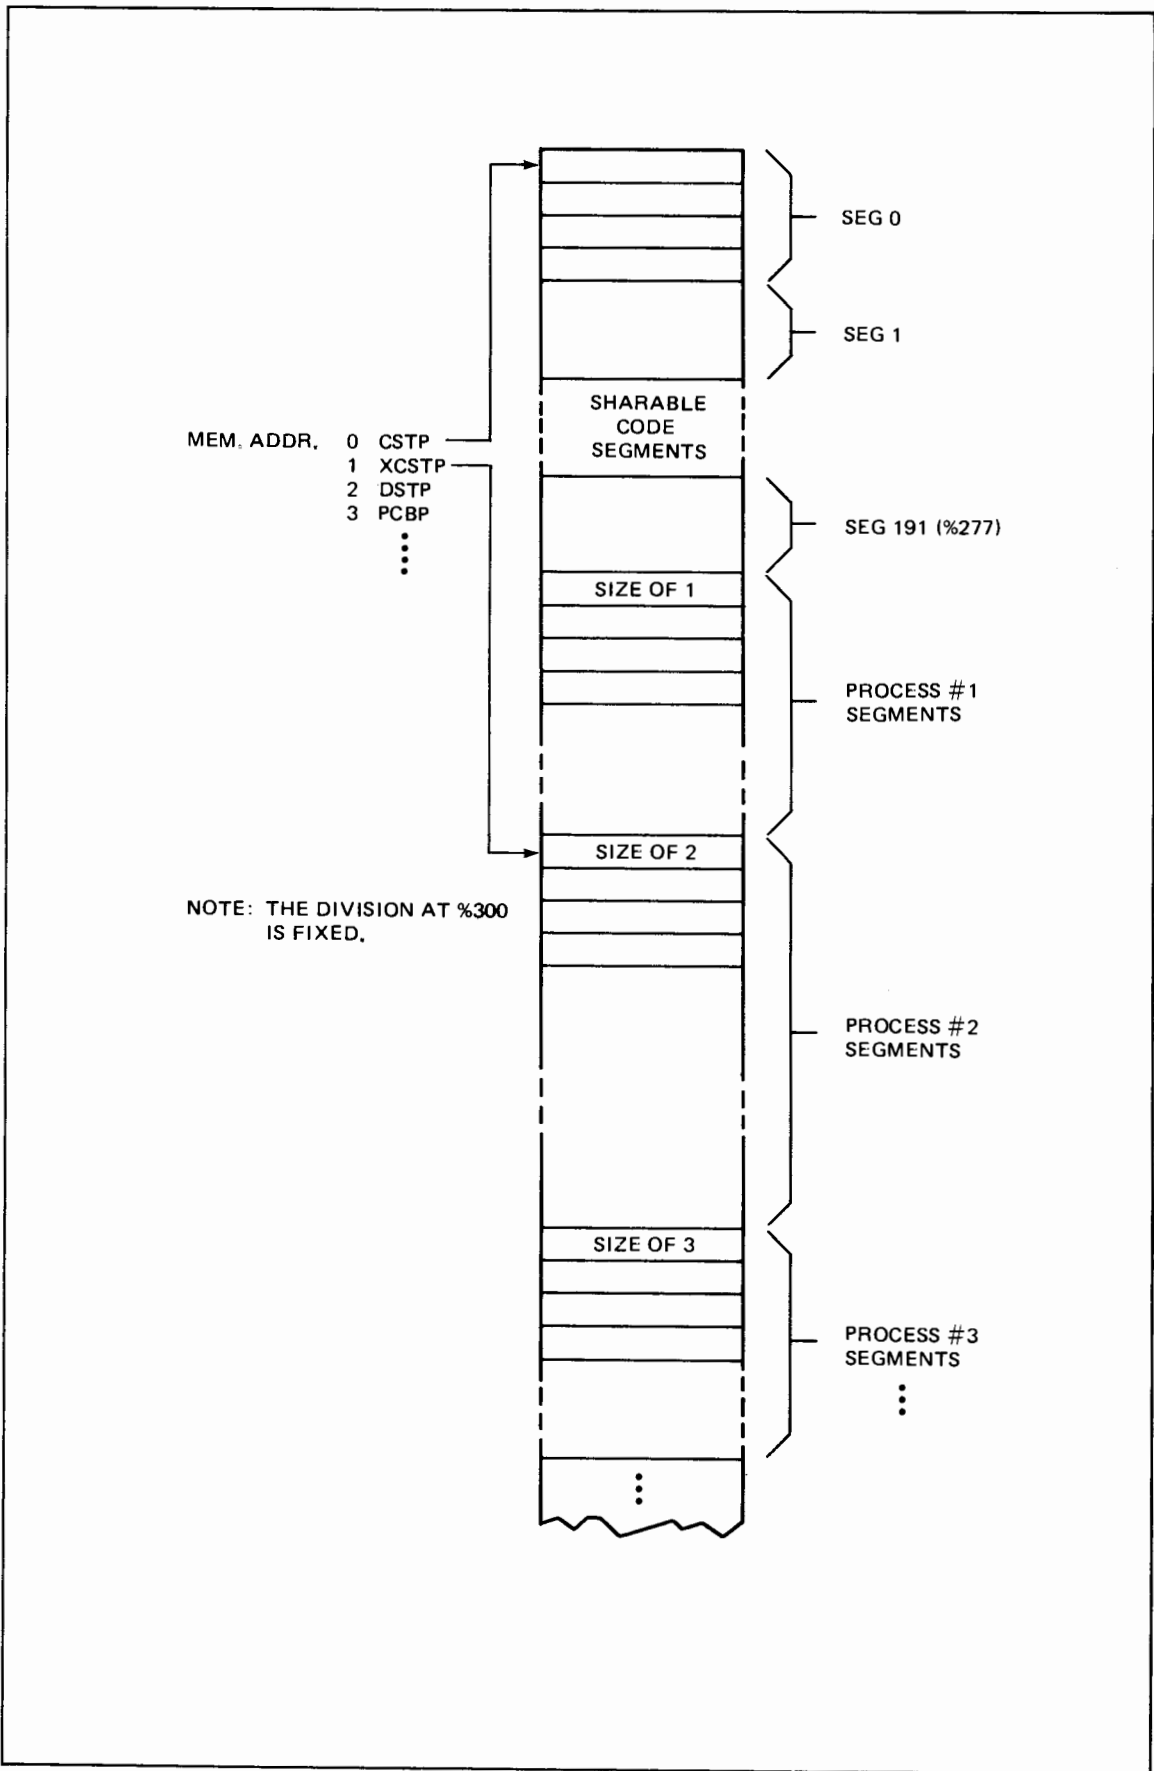 SEG 0
SEG 1
SHARABLE
CODE
SEGMENTS
MEM. ADDR. 0 CSTP
1 XCSTP
2 DSTP
3 PCBP
SEG 191 (%277)
SIZE OF 1
PROCESS #1
SEGMENTS
SIZE OF 2
NOTE: THE DIVISION AT %300
IS FIXED.
PROCESS #2
SEGMENTS
SIZE OF 3
PROCESS #3
SEGMENTS